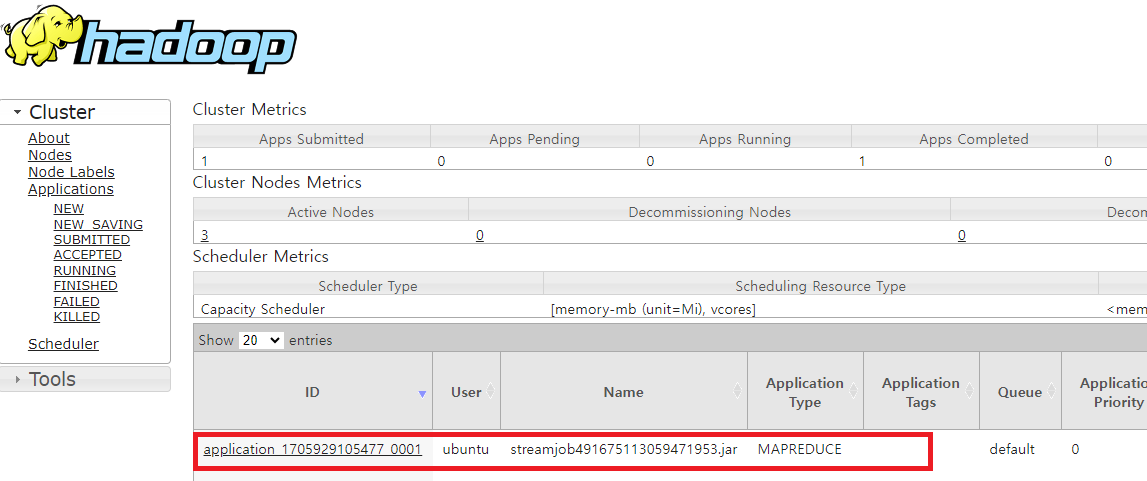 hadoop
Cluster
About
Nodes
Node Labels
Applications
NEW
NEW_SAVING
SUBMITTED
ACCEPTED
RUNNING
FINISHED
FAILED
KILLED
Scheduler
Tools
Cluster Metrics
Apps Submitted Apps Pending Apps Running Apps Completed
1 0 0 1 0
Cluster Nodes Metrics
Active Nodes Decommissioning Nodes Decon
3 0 0
Scheduler Metrics
Scheduler Type Scheduling Resource Type
Capacity Scheduler [memory-mb (unit=Mi), vcores] <mem
Show 20 entries
ID User Name Application Type Application Tags Queue Applicatio Priority
application_1705929105477_0001 ubuntu streamjob491675113059471953.jar MAPREDUCE default 0